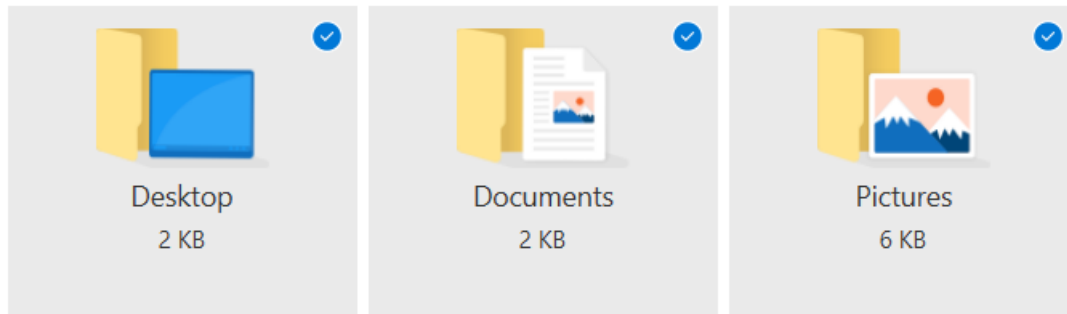 Desktop
2 KB
Documents
2 KB
Pictures
6 KB